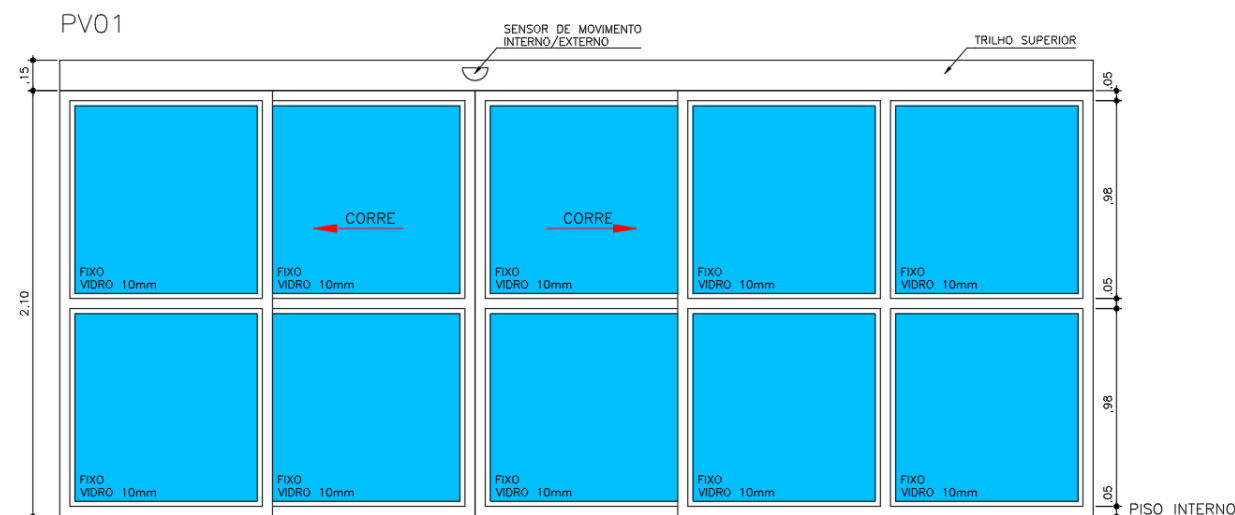 PV01
SENSOR DE MOVIMENTO
INTERNO/EXTERNO
TRILHO SUPERIOR
,15
,05
CORRE
CORRE
,98
2,10
FIXO
VIDRO 10mm
FIXO
VIDRO 10mm
FIXO
VIDRO 10mm
FIXO
VIDRO 10mm
FIXO
VIDRO 10mm
,05
,98
FIXO
VIDRO 10mm
FIXO
VIDRO 10mm
FIXO
VIDRO 10mm
FIXO
VIDRO 10mm
FIXO
VIDRO 10mm
,05
PISO INTERNO